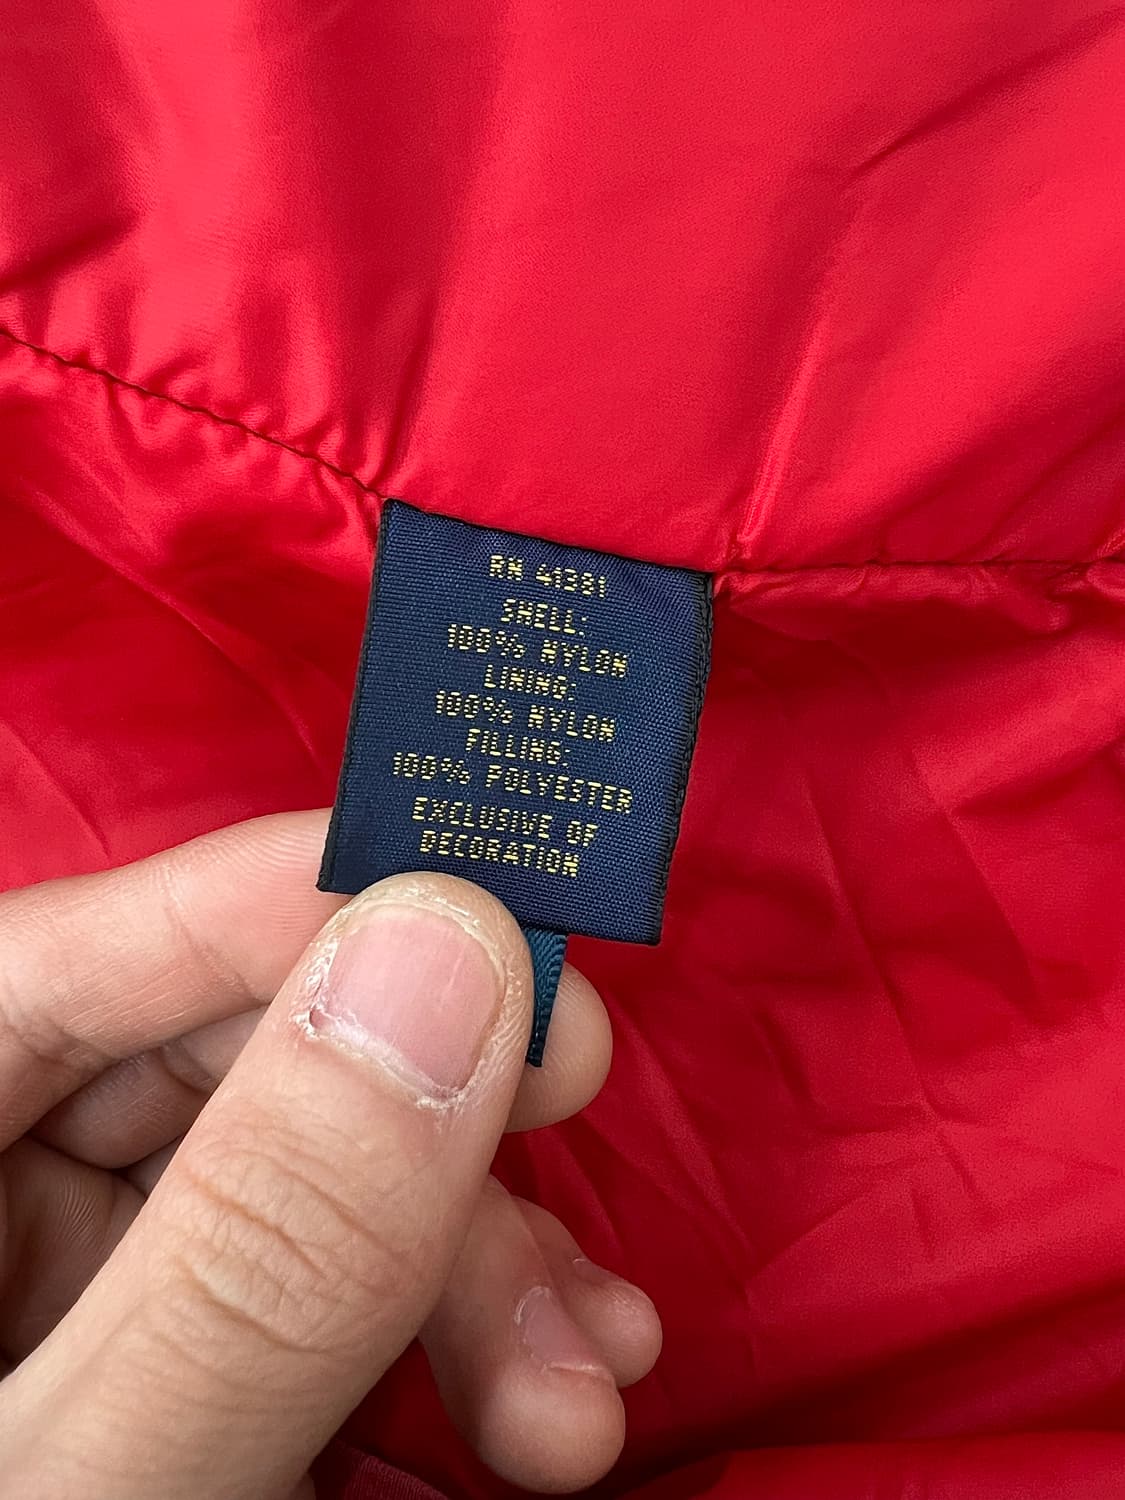 RN 41381
SHELL:
100% NYLON
LINING:
100% NYLON
FILLING:
100% POLYESTER
EXCLUSIVE OF
DECORATION